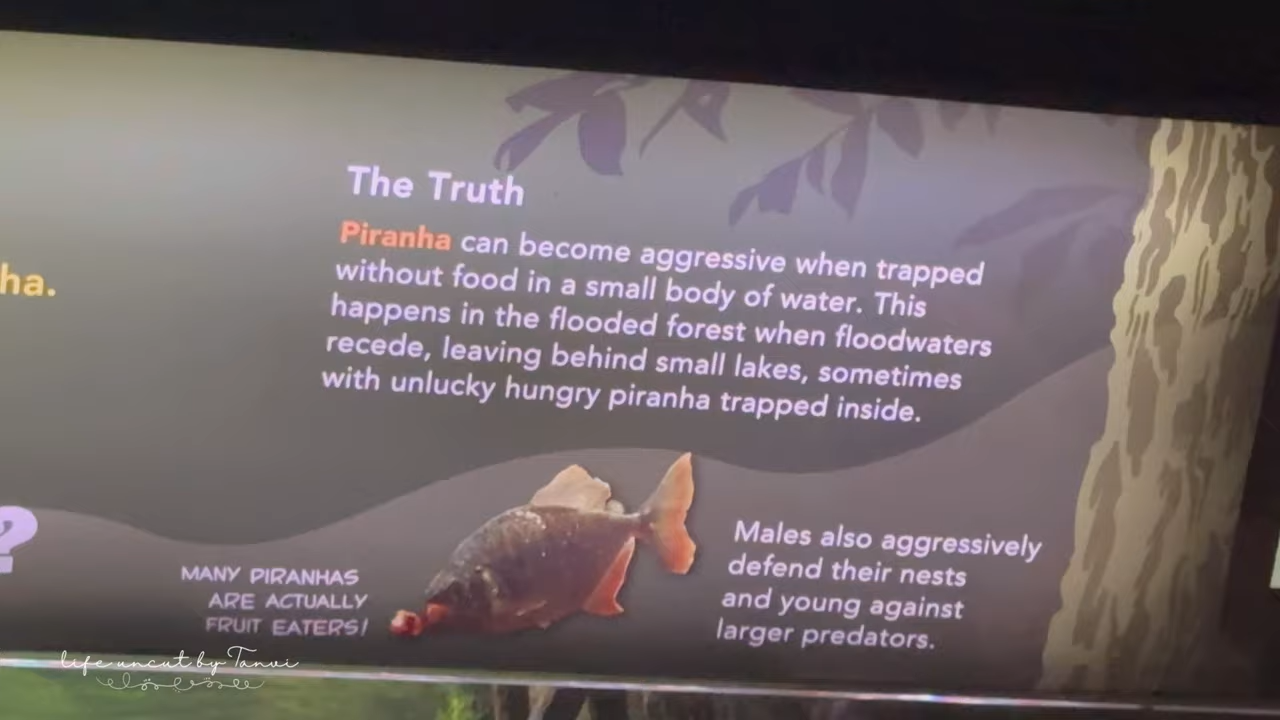 ha.
?
The Truth
Piranha can become aggressive when trapped
without food in a small body of water. This
happens in the flooded forest when floodwaters
recede, leaving behind small lakes, sometimes
with unlucky hungry piranha trapped inside.
MANY PIRANHAS
ARE ACTUALLY
FRUIT EATERS!
Males also aggressively
defend their nests
and young against
larger predators.
life uncut by Tanvi